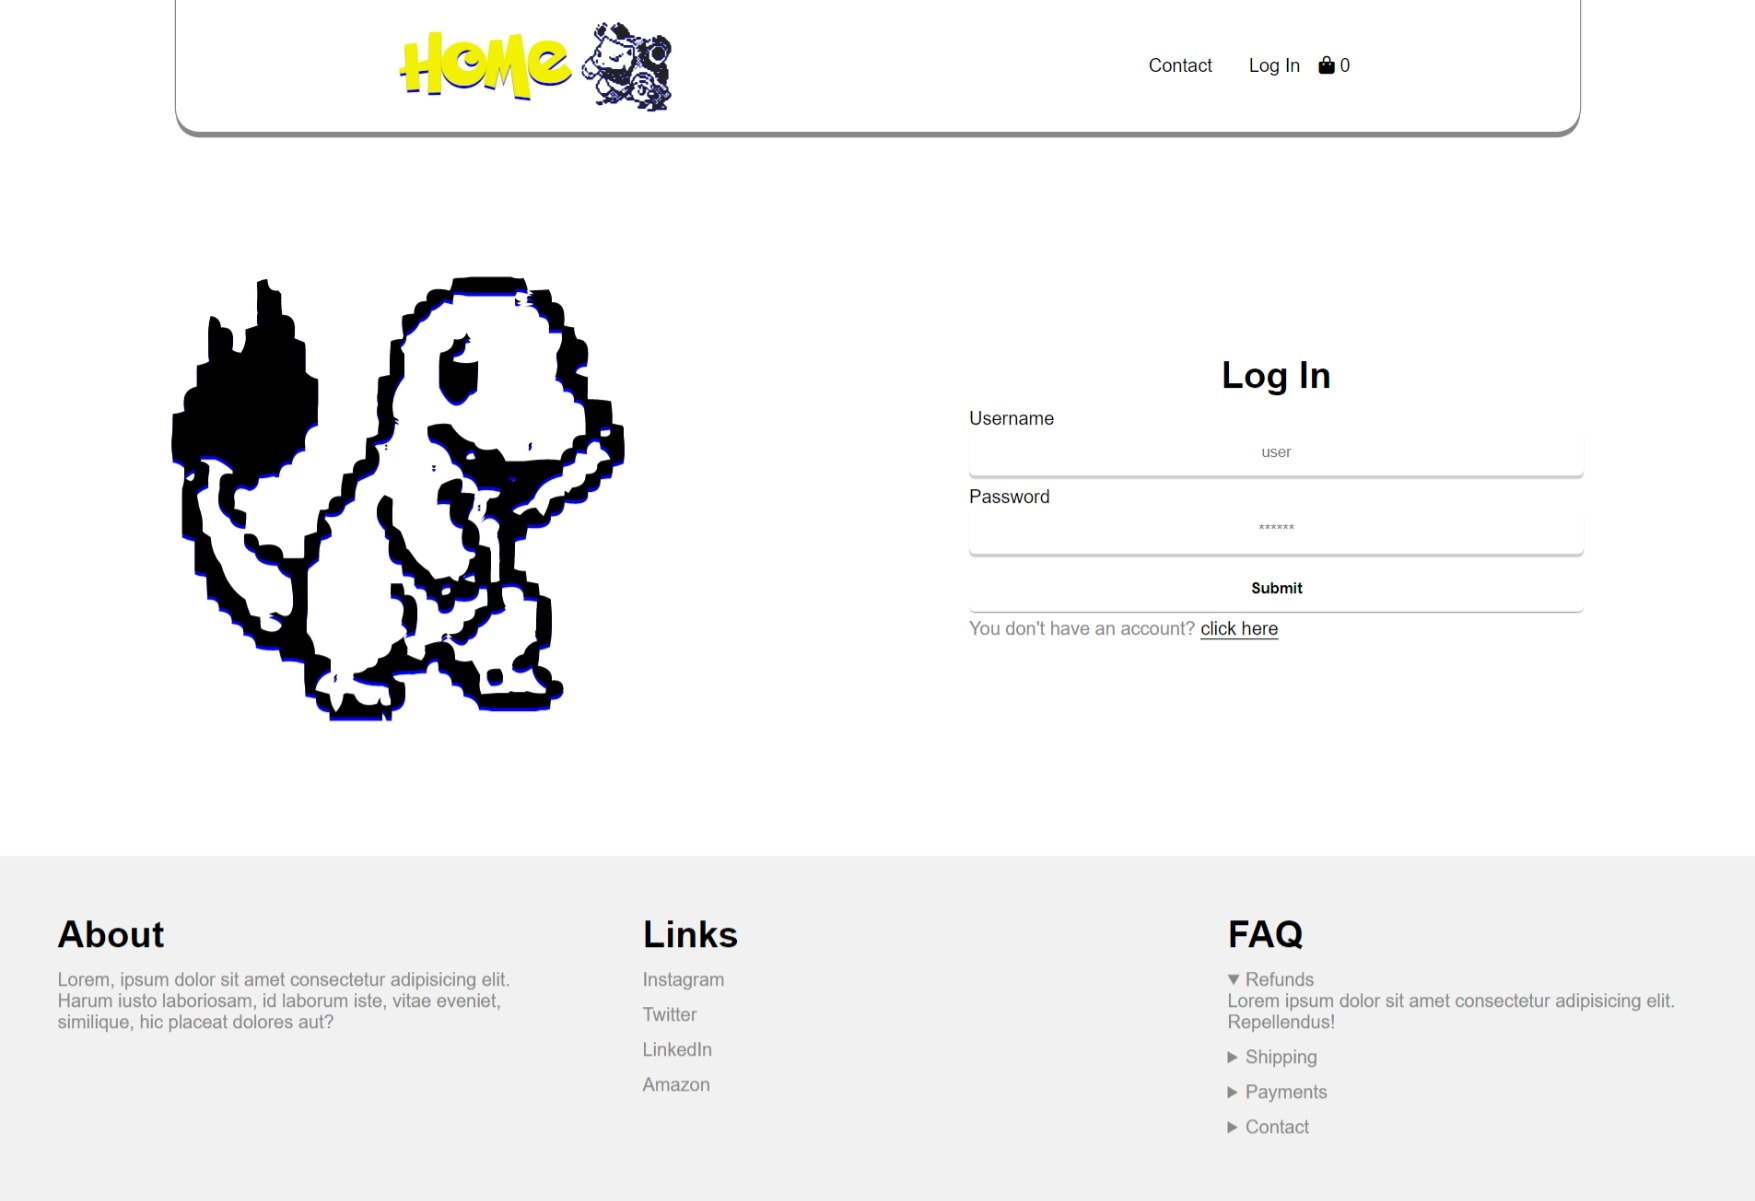 HOME
Contact
Log In
0
Log In
Username
user
Password
******
Submit
You don't have an account? click here
About
Lorem, ipsum dolor sit amet consectetur adipisicing elit.
Harum iusto laboriosam, id laborum iste, vitae eveniet,
similique, hic placeat dolores aut?
Links
Instagram
Twitter
LinkedIn
Amazon
FAQ
Refunds
Lorem ipsum dolor sit amet consectetur adipisicing elit.
Repellendus!
Shipping
Payments
Contact